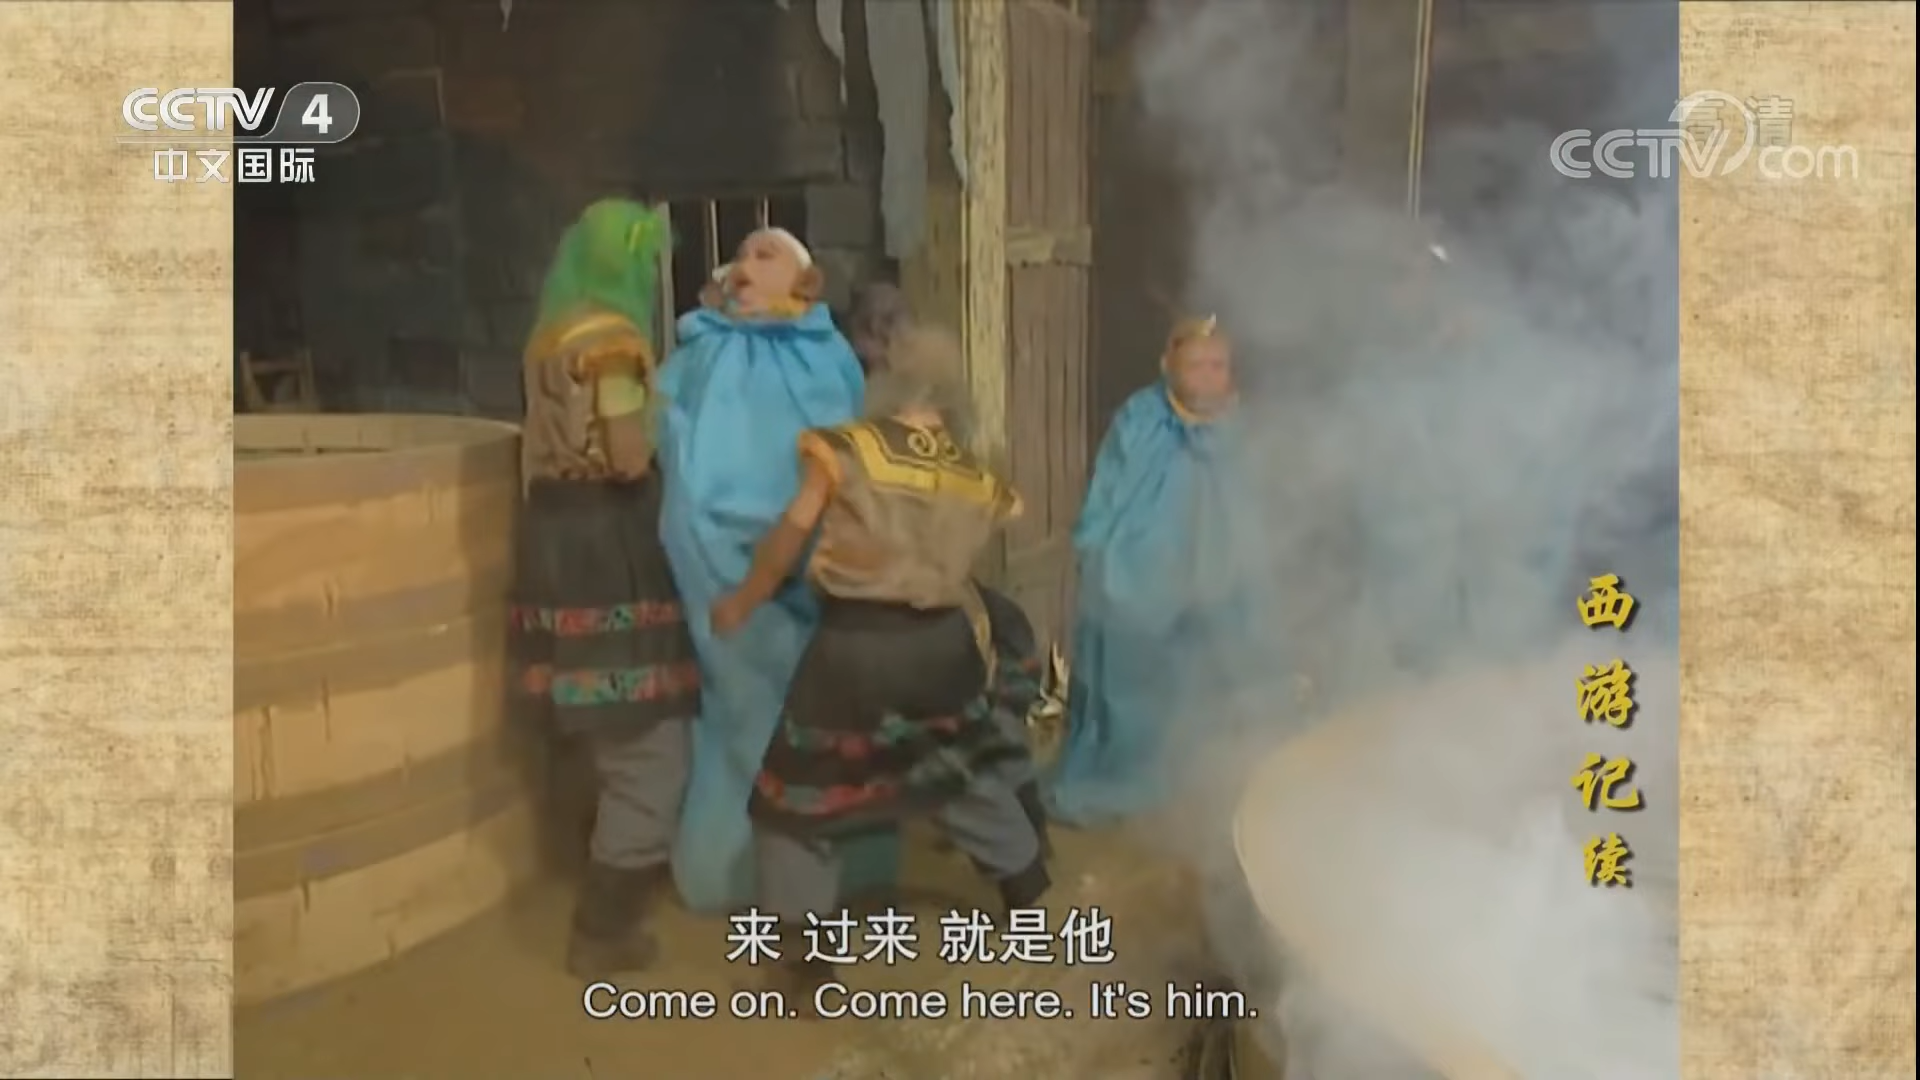 CCTV 4
中文国际
高清
CCTV.com
西游记续
来 过来 就是他
Come on. Come here. It's him.